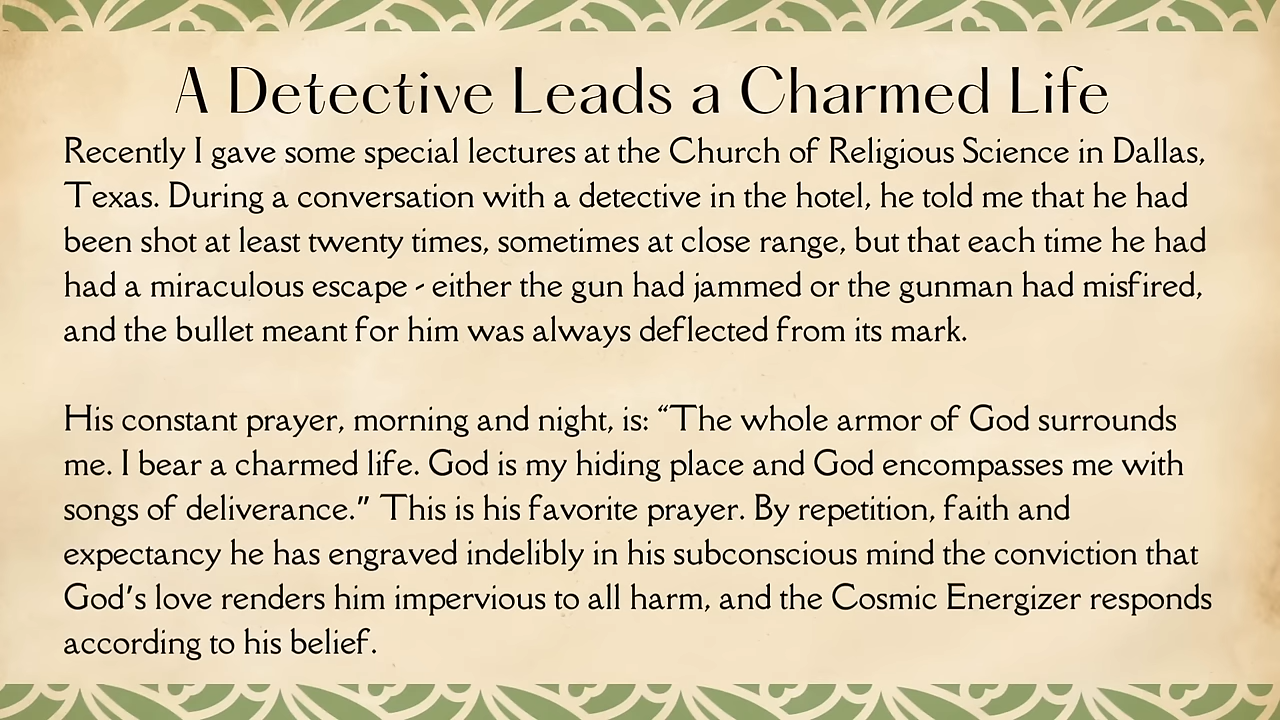 A Detective Leads a Charmed Life
Recently I gave some special lectures at the Church of Religious Science in Dallas,
Texas. During a conversation with a detective in the hotel, he told me that he had
been shot at least twenty times, sometimes at close range, but that each time he had
had a miraculous escape - either the gun had jammed or the gunman had misfired,
and the bullet meant for him was always deflected from its mark.
His constant prayer, morning and night, is: “The whole armor of God surrounds
me. I bear a charmed life. God is my hiding place and God encompasses me with
songs of deliverance." This is his favorite prayer. By repetition, faith and
expectancy he has engraved indelibly in his subconscious mind the conviction that
God's love renders him impervious to all harm, and the Cosmic Energizer responds
according to his belief.